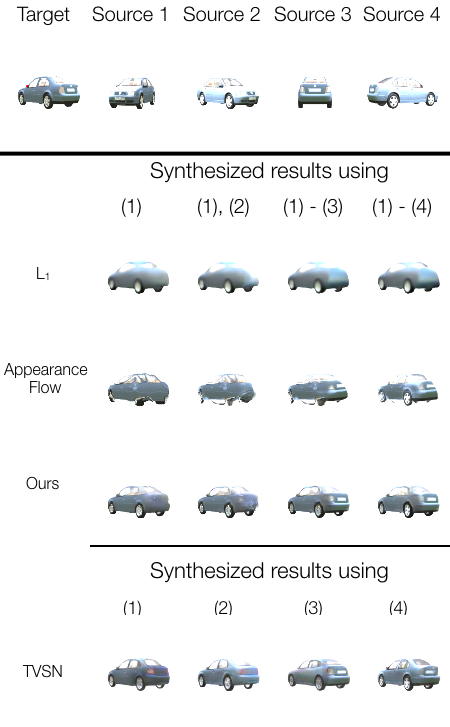 Target Source 1 Source 2 Source 3 Source 4
Synthesized results using
(1) (1), (2) (1) - (3) (1) - (4)
L₁
Appearance
Flow
Ours
Synthesized results using
(1) (2) (3) (4)
TVSN